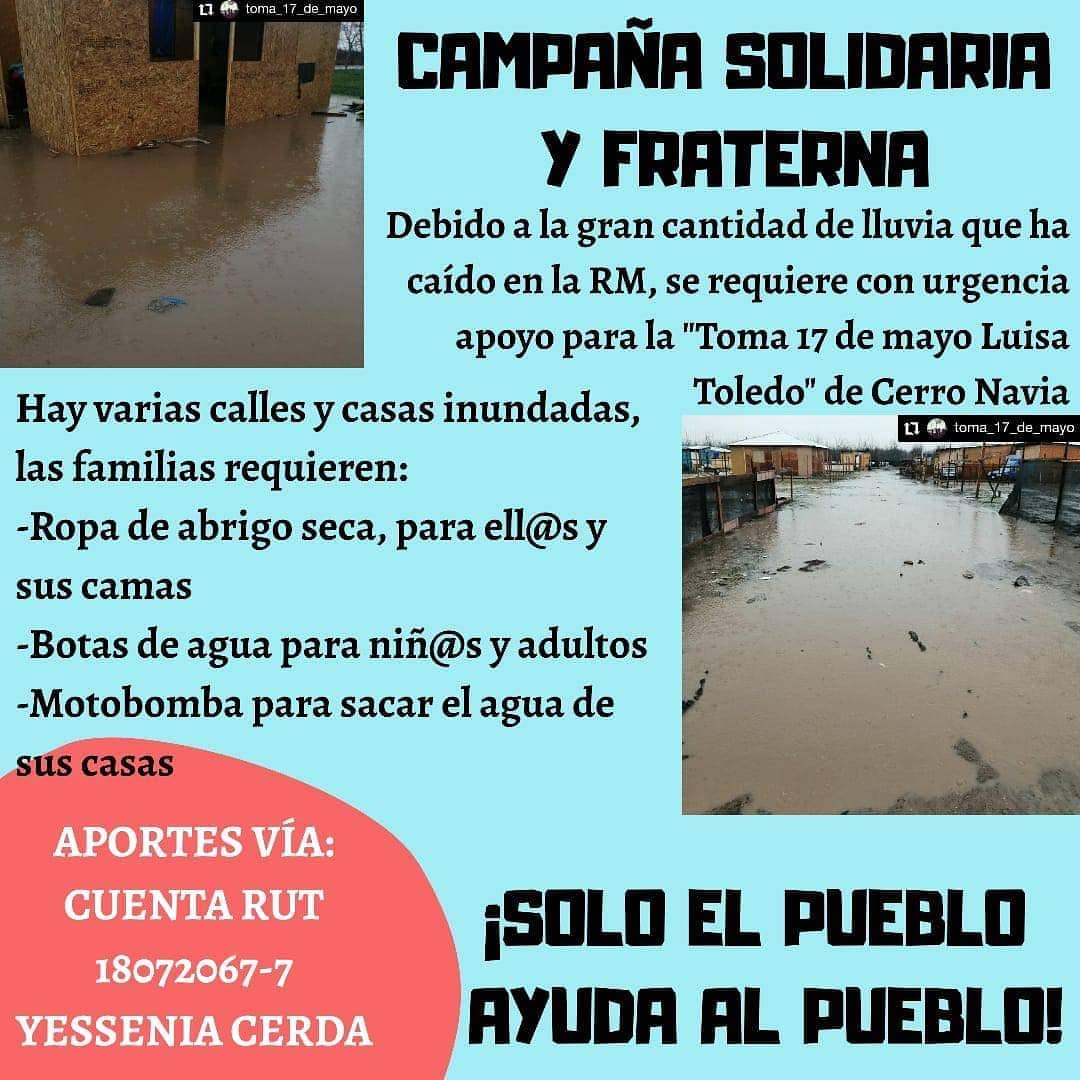 toma_17_de_mayo
CAMPAÑA SOLIDARIA
Y FRATERNA
Debido a la gran cantidad de lluvia que ha
caído en la RM, se requiere con urgencia
apoyo para la "Toma 17 de mayo Luisa
Toledo" de Cerro Navia
Hay varias calles y casas inundadas,
las familias requieren:
-Ropa de abrigo seca, para ell@s y
sus camas
-Botas de agua para niñ@s y adultos
-Motobomba para sacar el agua de
sus casas
toma_17_de_mayo
APORTES VÍA:
CUENTA RUT
18072067-7
YESSENIA CERDA
¡SOLO EL PUEBLO
AYUDA AL PUEBLO!